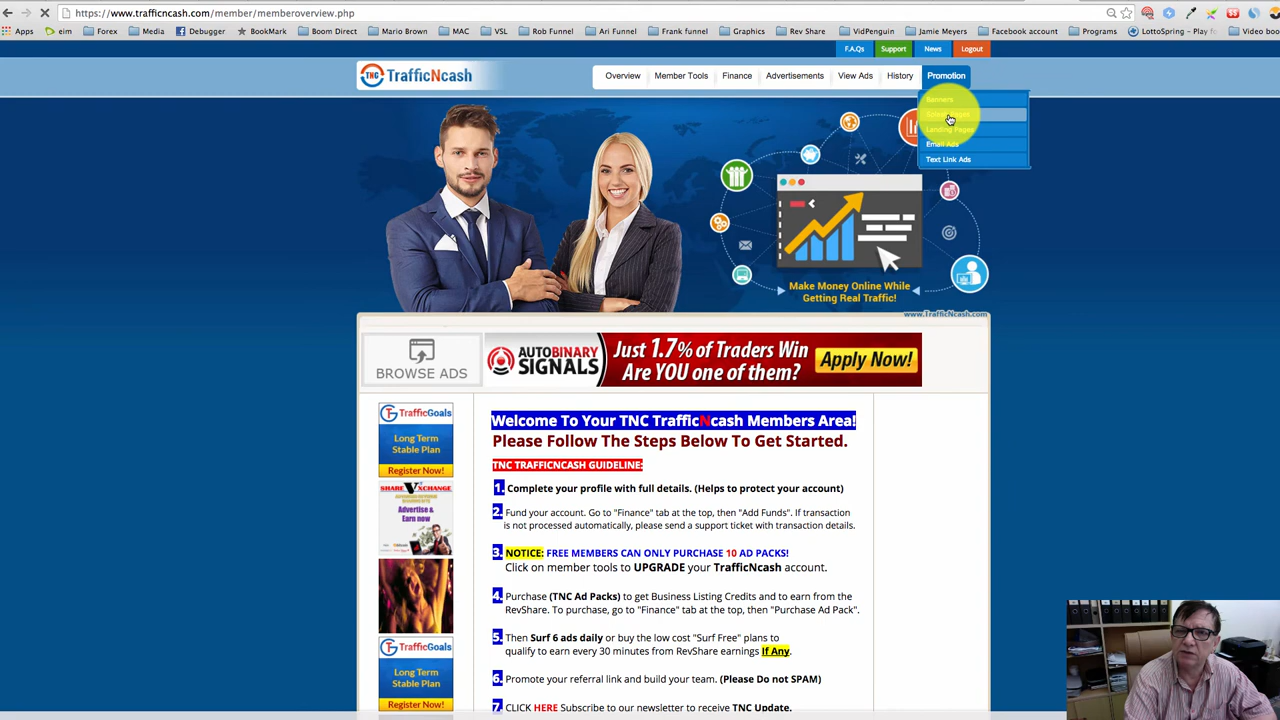 https://www.trafficncash.com/member/memberoverview.php
Apps eim Forex Media Debugger BookMark Boom Direct Mario Brown MAC VSL Rob Funnel Ari Funnel Frank funnel Graphics Rev Share VidPenguin Jamie Meyers Facebook account Programs LottoSpring - Play fo Video boo
F.A.Qs Support News Logout
TNC TrafficNcash
Overview Member Tools Finance Advertisements View Ads History Promotion
Banners
Sales Pages
Landing Pages
Email Ads
Text Link Ads
Make Money Online While
Getting Real Traffic!
www.TrafficNcash.com
BROWSE ADS
AUTOBINARY
SIGNALS
Just 1.7% of Traders Win
Are YOU one of them?
Apply Now!
TrafficGoals
Long Term
Stable Plan
Register Now!
SHARE XCHANGE
Advertise &
Earn now
TrafficGoals
Long Term
Stable Plan
Register Now!
Welcome To Your TNC TrafficNcash Members Area!
Please Follow The Steps Below To Get Started.
TNC TRAFFICNCASH GUIDELINE:
1. Complete your profile with full details. (Helps to protect your account)
2. Fund your account. Go to "Finance" tab at the top, then "Add Funds". If transaction
is not processed automatically, please send a support ticket with transaction details.
3. NOTICE: FREE MEMBERS CAN ONLY PURCHASE 10 AD PACKS!
Click on member tools to UPGRADE your TrafficNcash account.
4. Purchase (TNC Ad Packs) to get Business Listing Credits and to earn from the
RevShare. To purchase, go to "Finance" tab at the top, then "Purchase Ad Pack".
5. Then Surf 6 ads daily or buy the low cost "Surf Free" plans to
qualify to earn every 30 minutes from RevShare earnings If Any.
6. Promote your referral link and build your team. (Please Do not SPAM)
7. CLICK HERE Subscribe to our newsletter to receive TNC Update.